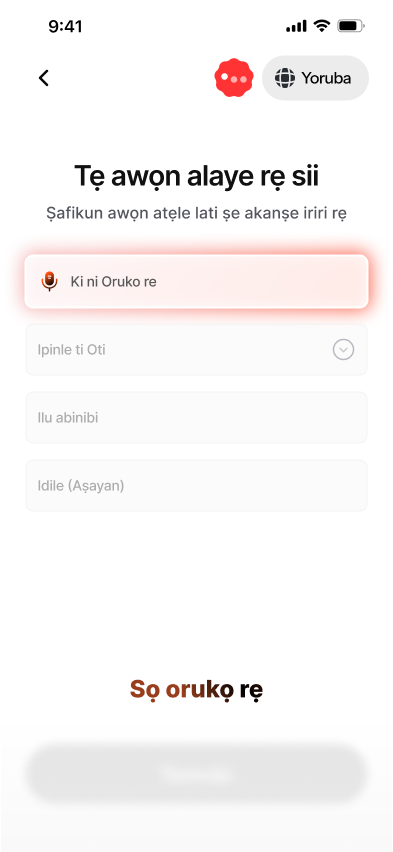 9:41
Yoruba
Tẹ awọn alaye rẹ sii
Ṣafikun awọn atẹle lati ṣe akanṣe iriri rẹ
Ki ni Oruko re
Ipinle ti Oti
Ilu abinibi
Idile (Aṣayan)
Sọ orukọ rẹ